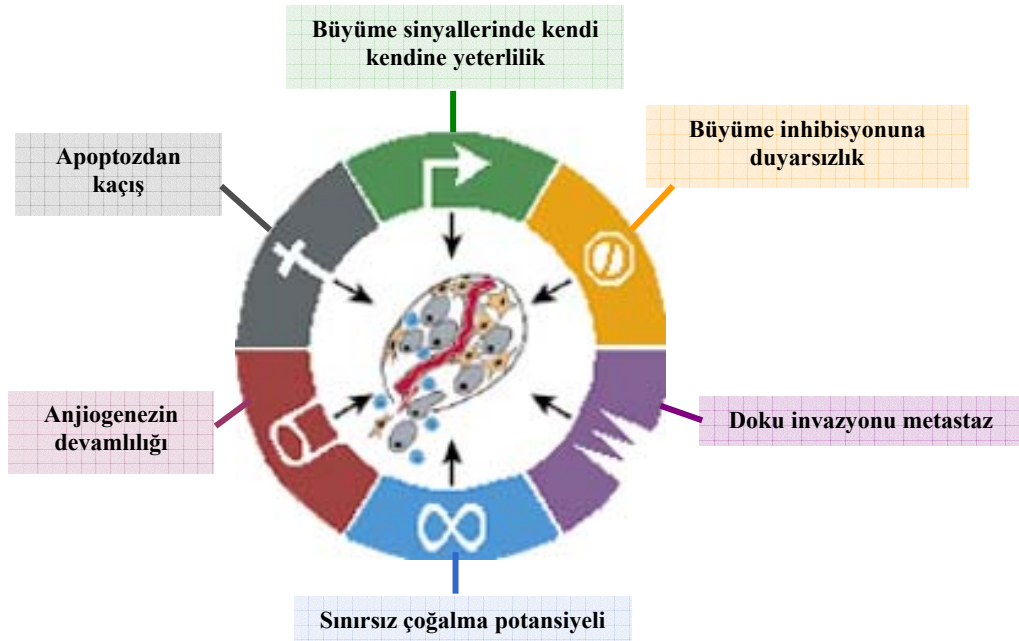 Büyüme sinyallerinde kendi
kendine yeterlilik
Büyüme inhibisyonuna
duyarsızlık
Apoptozdan
kaçış
Anjiogenezin
devamlılığı
Doku invazyonu metastaz
Sınırsız çoğalma potansiyeli